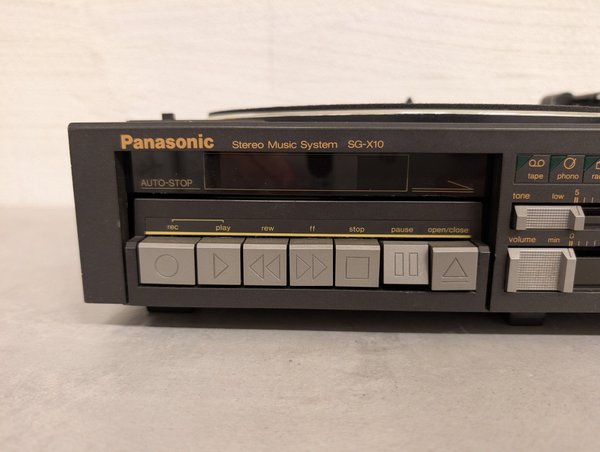 Panasonic Stereo Music System SG-X10
AUTO-STOP
rec play rew ff stop pause open/close
tape phono
tone low 5
volume min 0